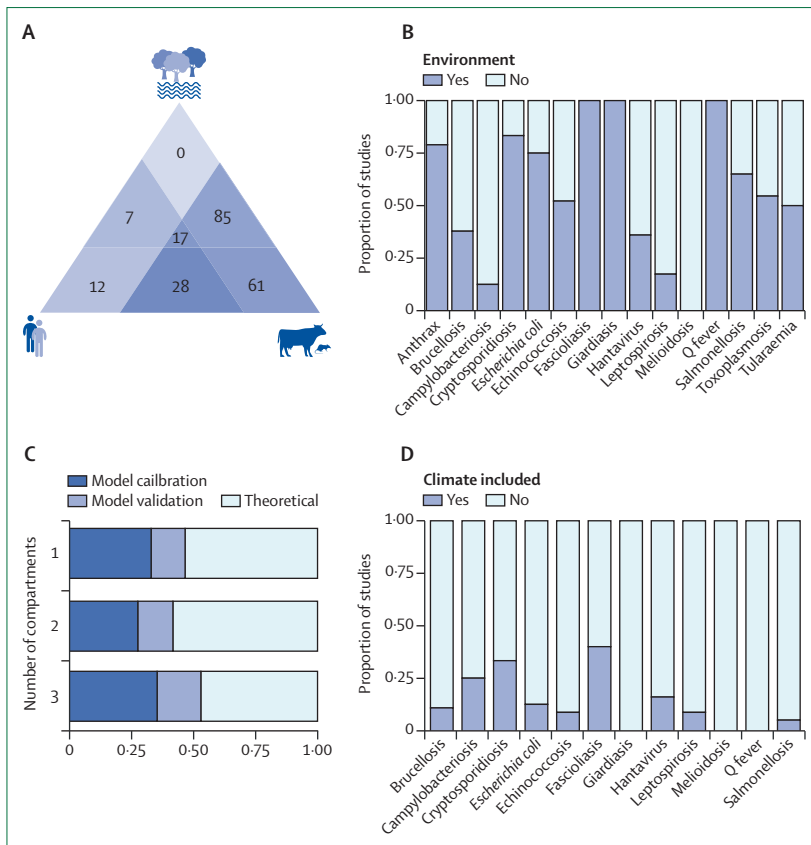 A
0
7
85
17
12
28
61
B
Environment
Yes No
1·00
0·75
0·50
0·25
0
Proportion of studies
Anthrax
Brucellosis
Campylobacteriosis
Cryptosporidiosis
Escherichia coli
Echinococcosis
Fascioliasis
Giardiasis
Hantavirus
Leptospirosis
Melioidosis
Q fever
Salmonellosis
Toxoplasmosis
Tularaemia
C
Model cailbration
Model validation Theoretical
Number of compartments
1
2
3
0 0·25 0·50 0·75 1·00
D
Climate included
Yes No
1·00
0·75
0·50
0·25
0
Proportion of studies
Brucellosis
Campylobacteriosis
Cryptosporidiosis
Escherichia coli
Echinococcosis
Fascioliasis
Giardiasis
Hantavirus
Leptospirosis
Melioidosis
Q fever
Salmonellosis